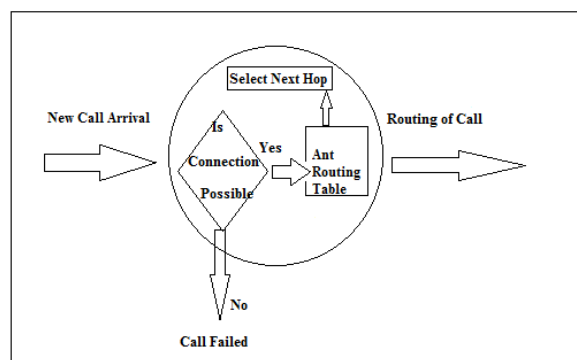 Select Next Hop
New Call Arrival
Is
Connection
Possible
Yes
Ant
Routing
Table
Routing of Call
No
Call Failed